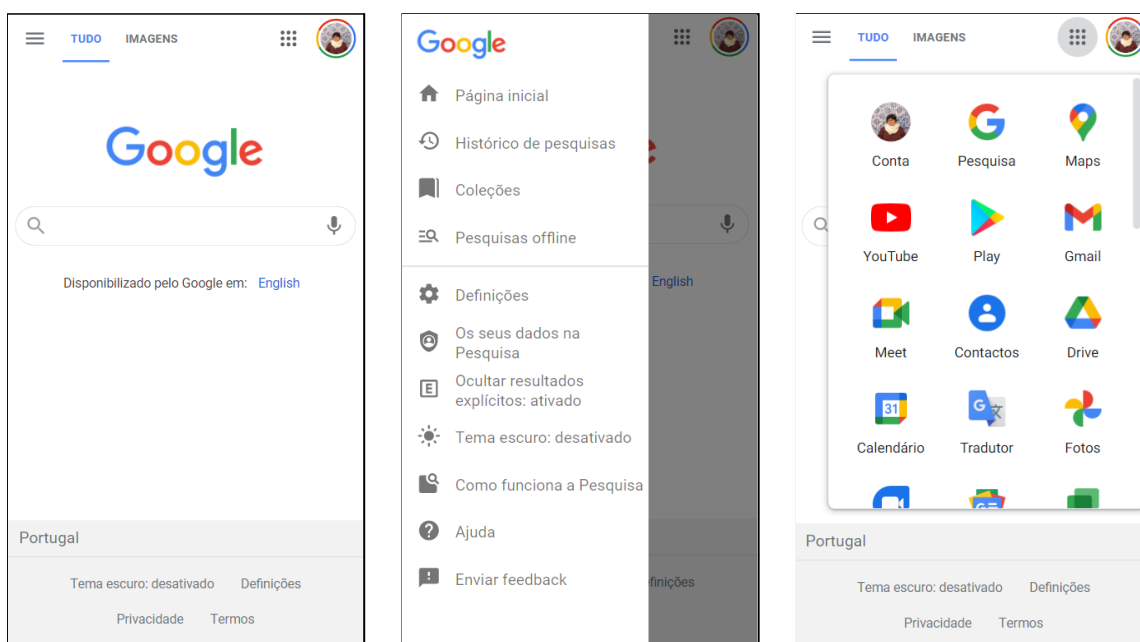 TUDO IMAGENS
Google
Disponibilizado pelo Google em: English
Portugal
Tema escuro: desativado Definições
Privacidade Termos
Google
Página inicial
Histórico de pesquisas
Coleções
Pesquisas offline
Definições
Os seus dados na
Pesquisa
E
Ocultar resultados
explícitos: ativado
Tema escuro: desativado
Como funciona a Pesquisa
?
Ajuda
!
Enviar feedback
English
TUDO IMAGENS
Conta Pesquisa Maps
YouTube Play Gmail
Meet Contactos Drive
31 G 文
Calendário Tradutor Fotos
Portugal
Tema escuro: desativado Definições
Privacidade Termos